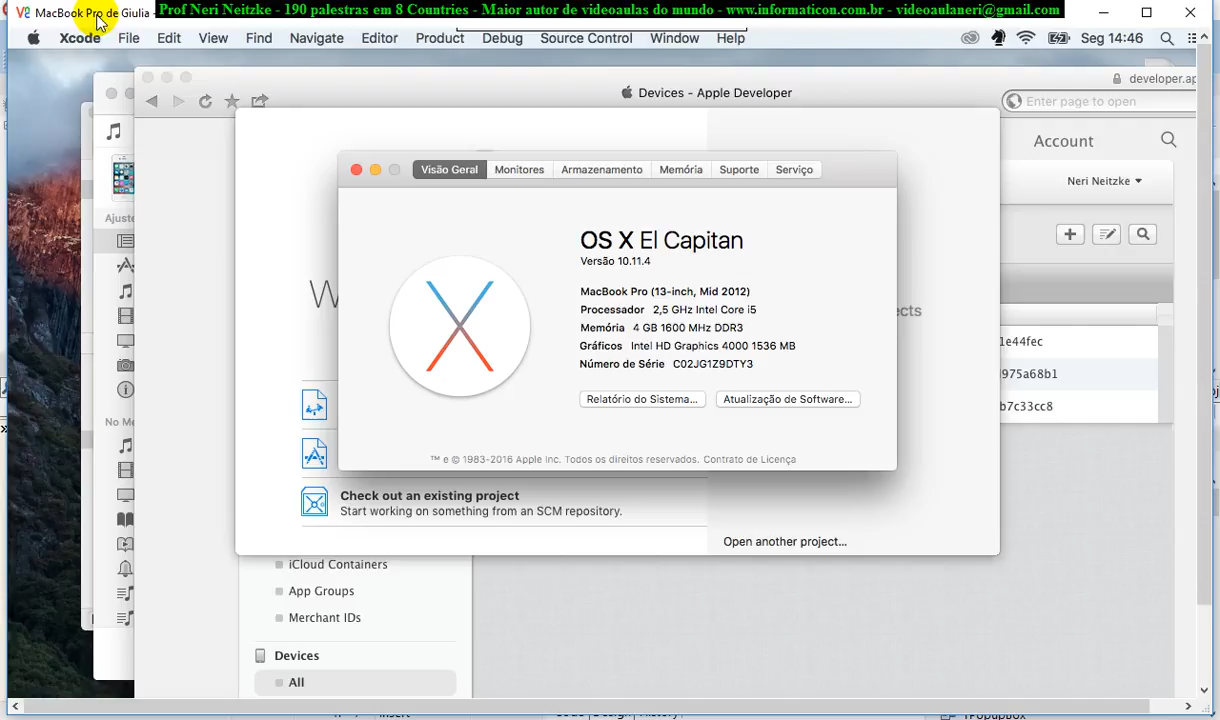 MacBook Pro de Giulia
Prof Neri Neitzke - 190 palestras em 8 Countries - Maior autor de videoaulas do mundo - www.informaticon.com.br - videoaulaneri@gmail.com
Xcode File Edit View Find Navigate Editor Product Debug Source Control Window Help
Seg 14:46
Devices - Apple Developer
developer.ap
Enter page to open
Account
Neri Neitzke
Ajuste
No Me
Visão Geral Monitores Armazenamento Memória Suporte Serviço
OS X El Capitan
Versão 10.11.4
MacBook Pro (13-inch, Mid 2012)
Processador 2,5 GHz Intel Core i5
Memória 4 GB 1600 MHz DDR3
Gráficos Intel HD Graphics 4000 1536 MB
Número de Série C02JG1Z9DTY3
Relatório do Sistema... Atualização de Software...
™ e © 1983-2016 Apple Inc. Todos os direitos reservados. Contrato de Licença
W
ects
1e44fec
975a68b1
b7c33cc8
Check out an existing project
Start working on something from an SCM repository.
Open another project...
iCloud Containers
App Groups
Merchant IDs
Devices
All